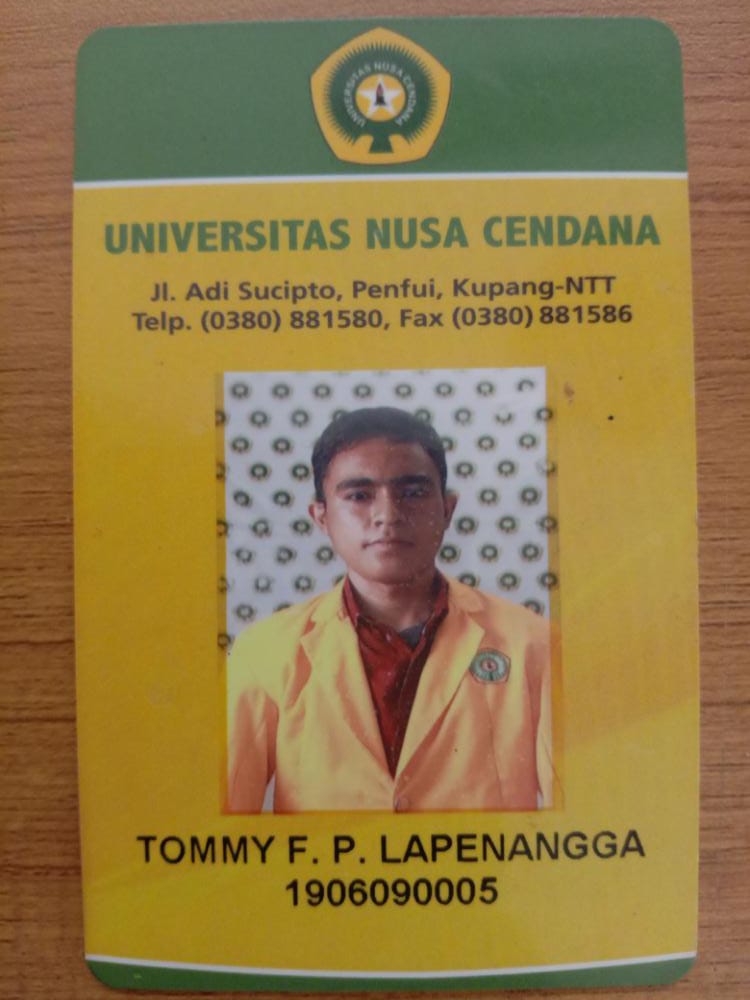 UNIVERSITAS NUSA CENDANA
UNIVERSITAS NUSA CENDANA
Jl. Adi Sucipto, Penfui, Kupang-NTT
Telp. (0380) 881580, Fax (0380) 881586
TOMMY F. P. LAPENANGGA
1906090005